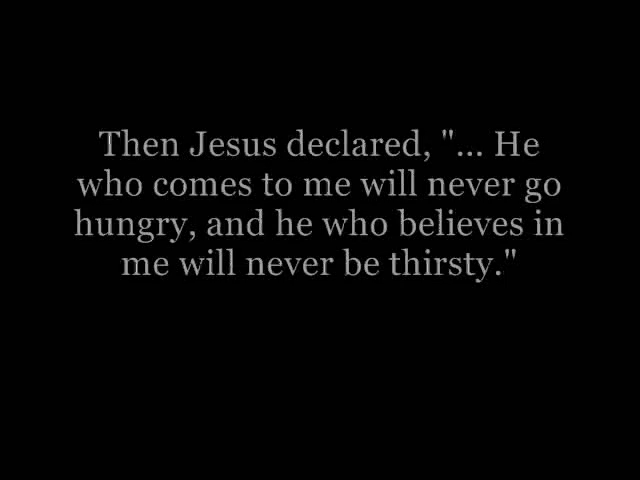 Then Jesus declared, "... He
who comes to me will never go
hungry, and he who believes in
me will never be thirsty."